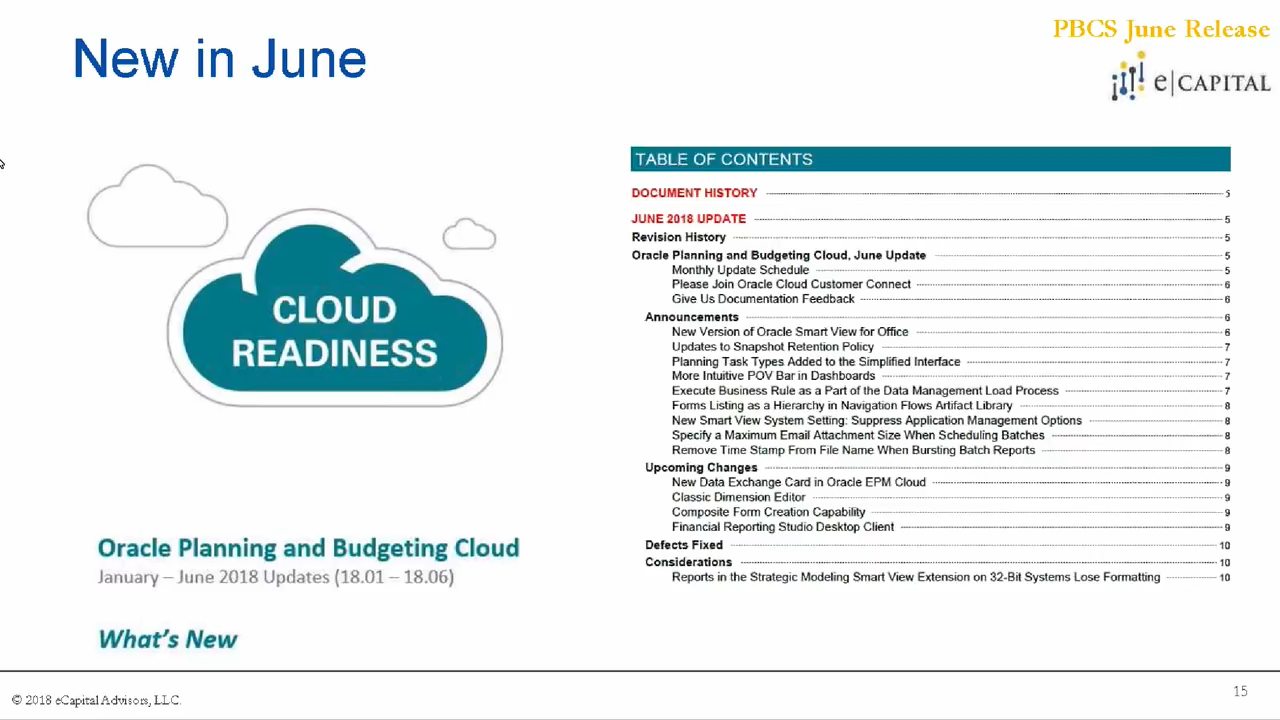 New in June
PBCS June Release
e|CAPITAL
CLOUD
READINESS
Oracle Planning and Budgeting Cloud
January – June 2018 Updates (18.01 – 18.06)
What's New
TABLE OF CONTENTS
DOCUMENT HISTORY 5
JUNE 2018 UPDATE 5
Revision History 5
Oracle Planning and Budgeting Cloud, June Update 5
Monthly Update Schedule 5
Please Join Oracle Cloud Customer Connect 6
Give Us Documentation Feedback 6
Announcements 6
New Version of Oracle Smart View for Office 6
Updates to Snapshot Retention Policy 7
Planning Task Types Added to the Simplified Interface 7
More Intuitive POV Bar in Dashboards 7
Execute Business Rule as a Part of the Data Management Load Process 7
Forms Listing as a Hierarchy in Navigation Flows Artifact Library 8
New Smart View System Setting: Suppress Application Management Options 8
Specify a Maximum Email Attachment Size When Scheduling Batches 8
Remove Time Stamp From File Name When Bursting Batch Reports 8
Upcoming Changes 9
New Data Exchange Card in Oracle EPM Cloud 9
Classic Dimension Editor 9
Composite Form Creation Capability 9
Financial Reporting Studio Desktop Client 9
Defects Fixed 10
Considerations 10
Reports in the Strategic Modeling Smart View Extension on 32-Bit Systems Lose Formatting 10
© 2018 eCapital Advisors, LLC.
15